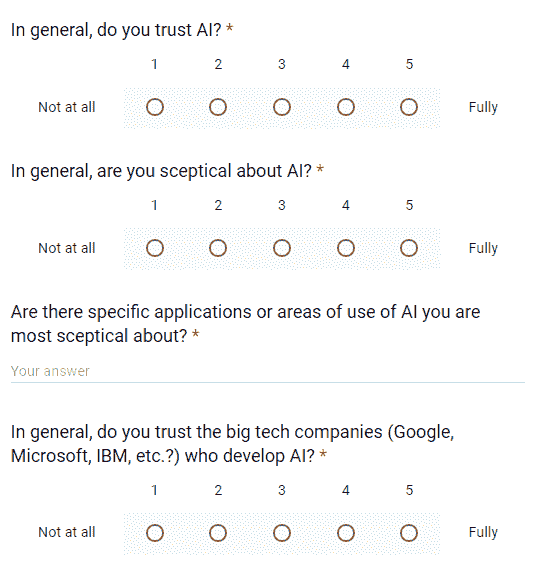 In general, do you trust AI? *
1 2 3 4 5
Not at all Fully
In general, are you sceptical about AI? *
1 2 3 4 5
Not at all Fully
Are there specific applications or areas of use of AI you are
most sceptical about? *
Your answer
In general, do you trust the big tech companies (Google,
Microsoft, IBM, etc.?) who develop AI? *
1 2 3 4 5
Not at all Fully